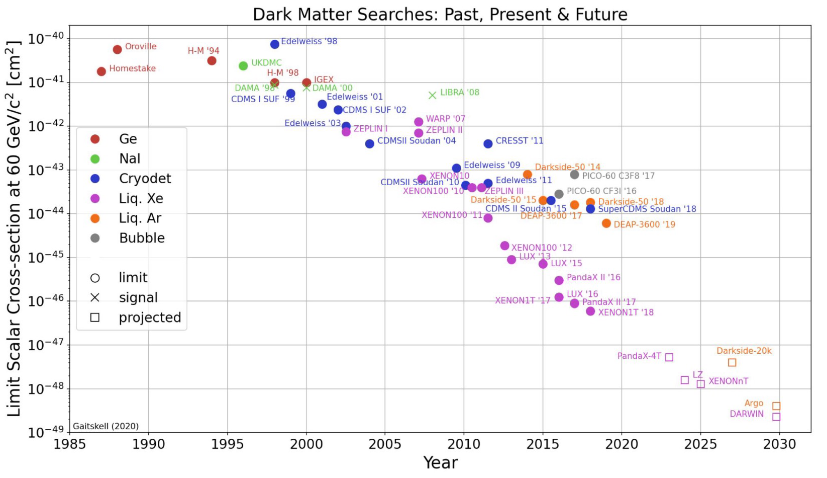 Dark Matter Searches: Past, Present & Future
Limit Scalar Cross-section at 60 GeV/c² [cm²]
10⁻⁴⁰
10⁻⁴¹
10⁻⁴²
10⁻⁴³
10⁻⁴⁴
10⁻⁴⁵
10⁻⁴⁶
10⁻⁴⁷
10⁻⁴⁸
10⁻⁴⁹
Oroville
Homestake
H-M '94
Edelweiss '98
UKDMC
H-M '98
IGEX
DAMA '98
DAMA '00
CDMS I SUF '99
Edelweiss '01
CDMS I SUF '02
LIBRA '08
Edelweiss '03
ZEPLIN I
WARP '07
ZEPLIN II
CDMSII Soudan '04
CRESST '11
Edelweiss '09
Darkside-50 '14
XENON10
CDMSII Soudan '10
Edelweiss '11
PICO-60 C3F8 '17
XENON100 '10
ZEPLIN III
PICO-60 CF3I '16
Darkside-50 '15
Darkside-50 '18
CDMS II Soudan '15
SuperCDMS Soudan '18
XENON100 '11
DEAP-3600 '17
DEAP-3600 '19
XENON100 '12
LUX '13
LUX '15
PandaX II '16
LUX '16
XENON1T '17
PandaX II '17
XENON1T '18
PandaX-4T
Darkside-20k
LZ
XENONnT
Argo
DARWIN
Ge
NaI
Cryodet
Liq. Xe
Liq. Ar
Bubble
limit
signal
projected
Gaitskell (2020)
1985
1990
1995
2000
2005
2010
2015
2020
2025
2030
Year